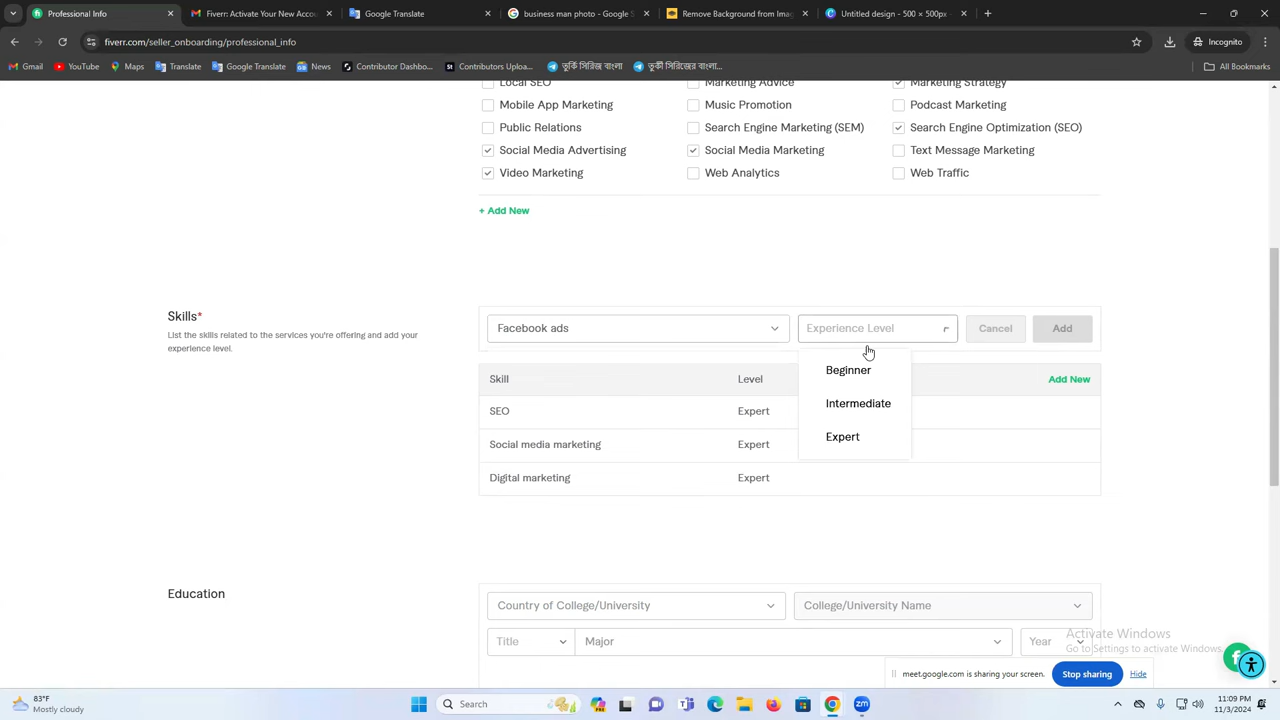 Professional Info
Fiverr: Activate Your New Accou
Google Translate
business man photo - Google S
Remove Background from Imag
Untitled design - 500 × 500px
fiverr.com/seller_onboarding/professional_info
Incognito
Gmail
YouTube
Maps
Translate
Google Translate
News
Contributor Dashbo...
Contributors Uploa...
তুর্কি সিরিজ বাংলা
তুর্কী সিরিজের বাংলা...
All Bookmarks
Local SEO
Marketing Advice
Marketing Strategy
Mobile App Marketing
Music Promotion
Podcast Marketing
Public Relations
Search Engine Marketing (SEM)
Search Engine Optimization (SEO)
Social Media Advertising
Social Media Marketing
Text Message Marketing
Video Marketing
Web Analytics
Web Traffic
+ Add New
Skills*
List the skills related to the services you're offering and add your
experience level.
Facebook ads
Experience Level
Cancel
Add
Beginner
Intermediate
Expert
Skill
Level
Add New
SEO
Expert
Social media marketing
Expert
Digital marketing
Expert
Education
Country of College/University
College/University Name
Title
Major
Year
Activate Windows
Go to Settings to activate Windows.
meet.google.com is sharing your screen.
Stop sharing
Hide
83°F
Mostly cloudy
Search
zm
11:09 PM
11/3/2024